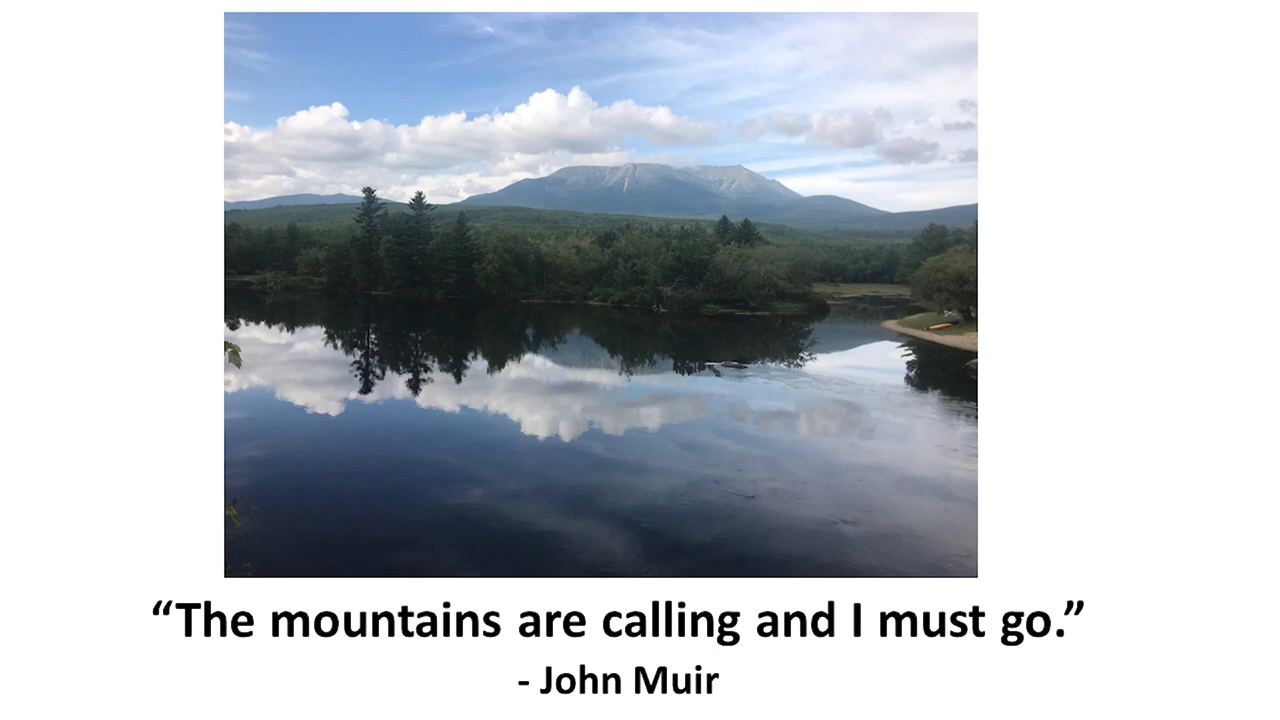 “The mountains are calling and I must go.”
- John Muir